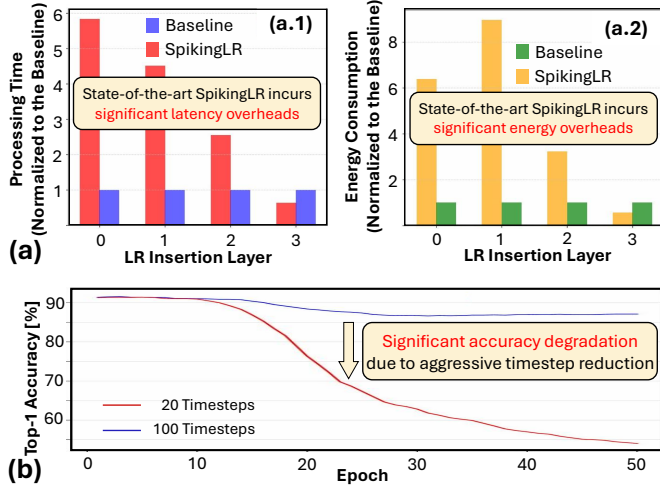 (a.1)
Baseline
SpikingLR
State-of-the-art SpikingLR incurs
significant latency overheads
Processing Time
(Normalized to the Baseline)
6
5
4
3
2
1
0 1 2 3
LR Insertion Layer
(a.2)
Baseline
SpikingLR
State-of-the-art SpikingLR incurs
significant energy overheads
Energy Consumption
(Normalized to the Baseline)
8
6
4
2
0 1 2 3
LR Insertion Layer
(a)
Top-1 Accuracy [%]
90
80
70
60
Significant accuracy degradation
due to aggressive timestep reduction
20 Timesteps
100 Timesteps
0 10 20 30 40 50
Epoch
(b)